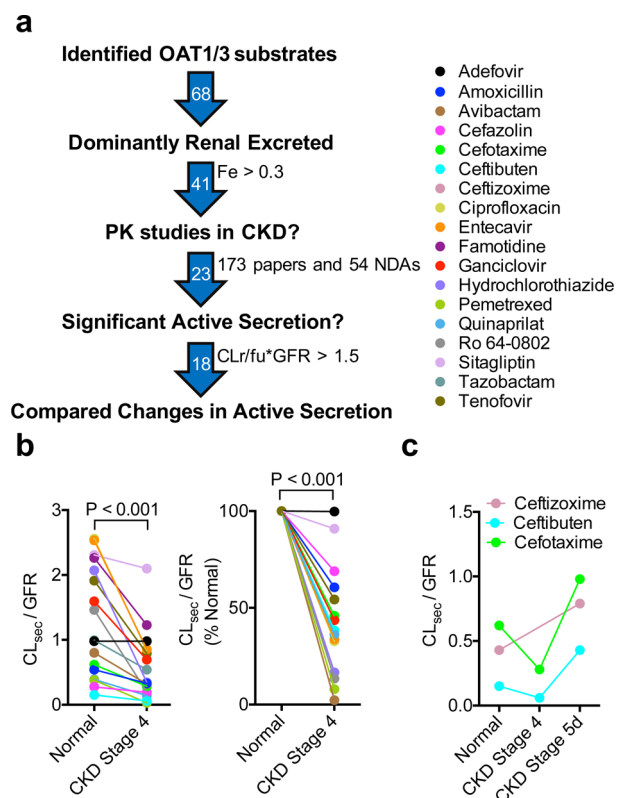 a
Identified OAT1/3 substrates
68
Dominantly Renal Excreted
41
Fe > 0.3
PK studies in CKD?
23
173 papers and 54 NDAs
Significant Active Secretion?
18
CLr/fu*GFR > 1.5
Compared Changes in Active Secretion
Adefovir
Amoxicillin
Avibactam
Cefazolin
Cefotaxime
Ceftibuten
Ceftizoxime
Ciprofloxacin
Entecavir
Famotidine
Ganciclovir
Hydrochlorothiazide
Pemetrexed
Quinaprilat
Ro 64-0802
Sitagliptin
Tazobactam
Tenofovir
b
P < 0.001
3
2
1
0
CLsec / GFR
Normal
CKD Stage 4
P < 0.001
100
50
0
CLsec / GFR
(% Normal)
Normal
CKD Stage 4
c
Ceftizoxime
Ceftibuten
Cefotaxime
1.5
1.0
0.5
0.0
CLsec / GFR
Normal
CKD Stage 4
CKD Stage 5d